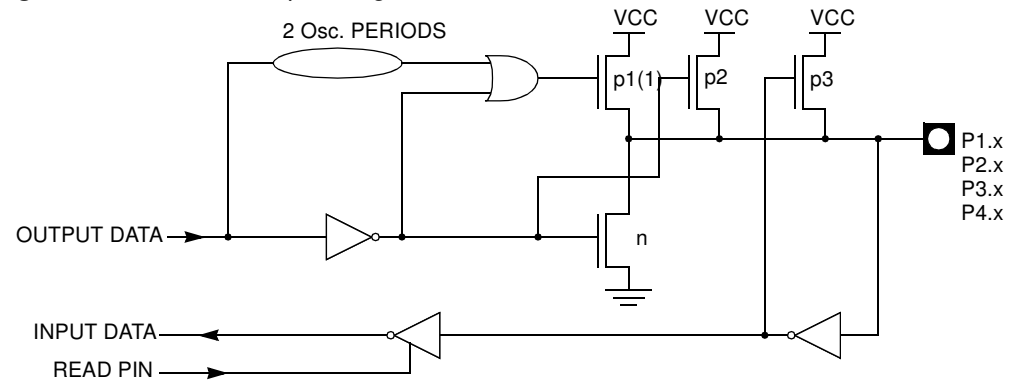 2 Osc. PERIODS
VCC
VCC
VCC
p1(1)
p2
p3
P1.x
P2.x
P3.x
P4.x
OUTPUT DATA
n
INPUT DATA
READ PIN